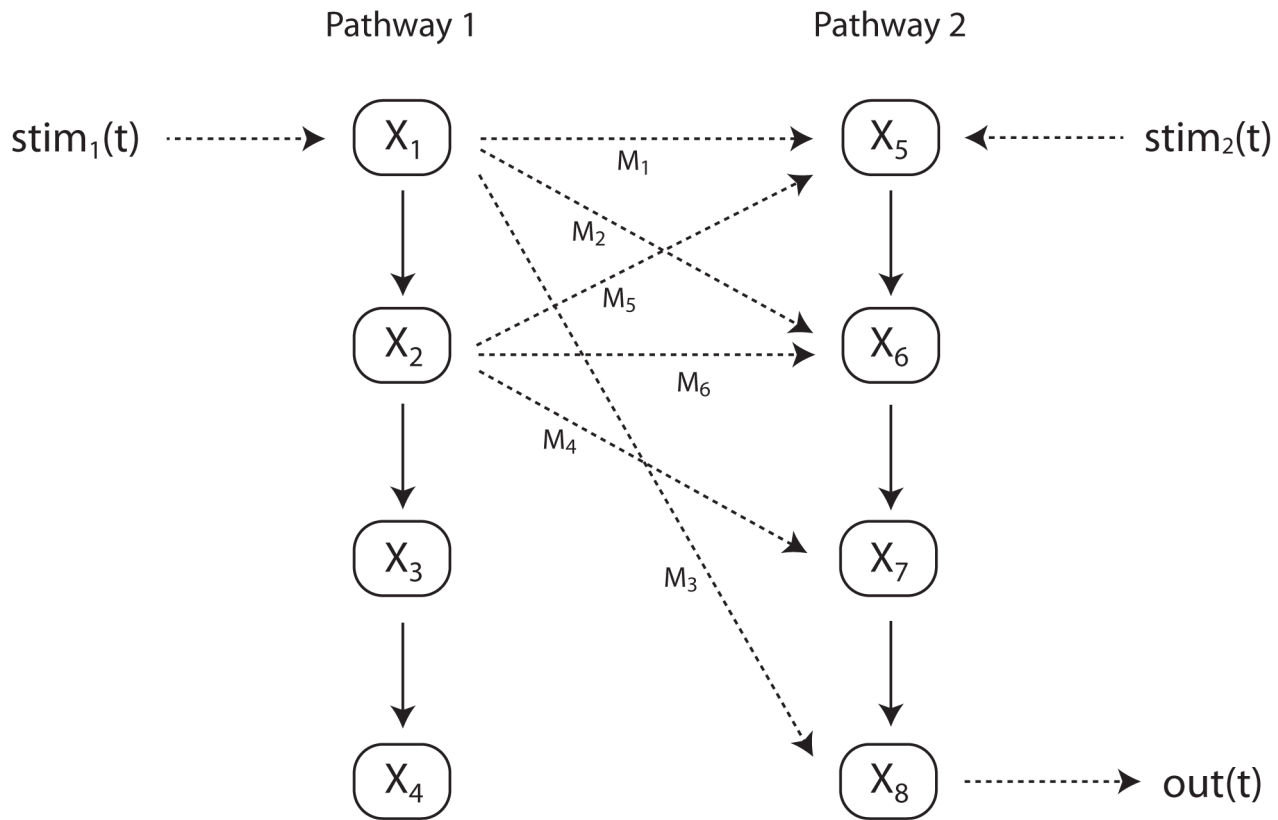 Pathway 1
Pathway 2
stim₁(t)
X₁
X₅
stim₂(t)
M₁
M₂
M₅
X₂
X₆
M₆
M₄
X₃
X₇
M₃
X₄
X₈
out(t)